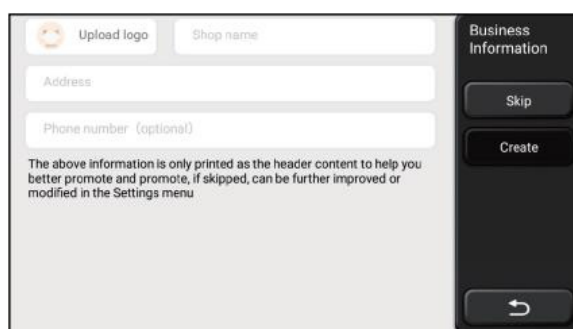 Upload logo
Shop name
Address
Phone number (optional)
The above information is only printed as the header content to help you
better promote and promote, if skipped, can be further improved or
modified in the Settings menu
Business
Information
Skip
Create